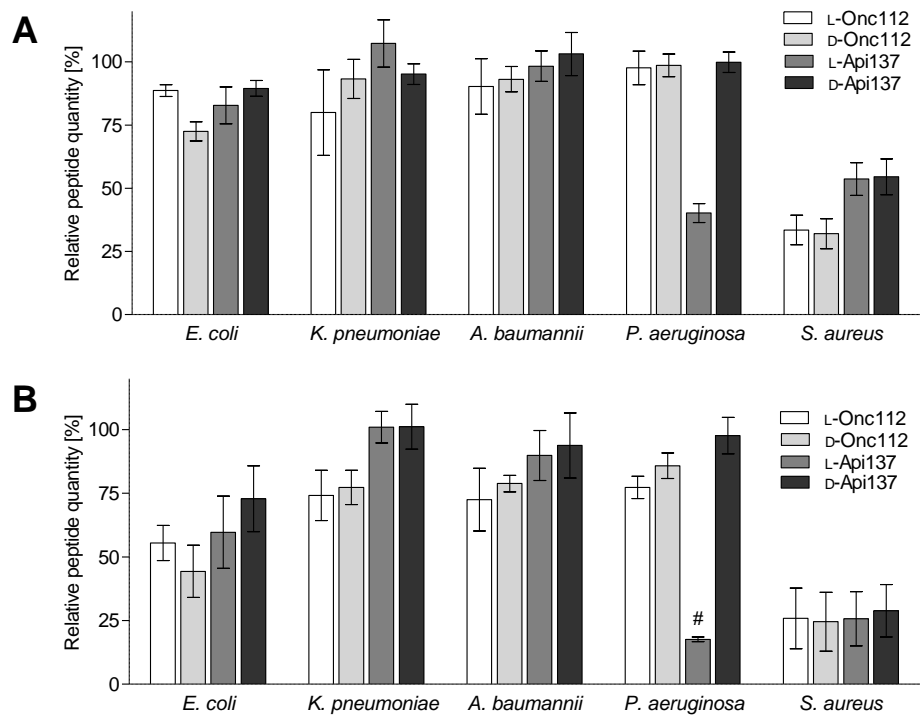 A
Relative peptide quantity [%]
100
75
50
25
0
L-Onc112
D-Onc112
L-Api137
D-Api137
E. coli K. pneumoniae A. baumannii P. aeruginosa S. aureus
B
Relative peptide quantity [%]
100
75
50
25
0
L-Onc112
D-Onc112
L-Api137
D-Api137
#
E. coli K. pneumoniae A. baumannii P. aeruginosa S. aureus